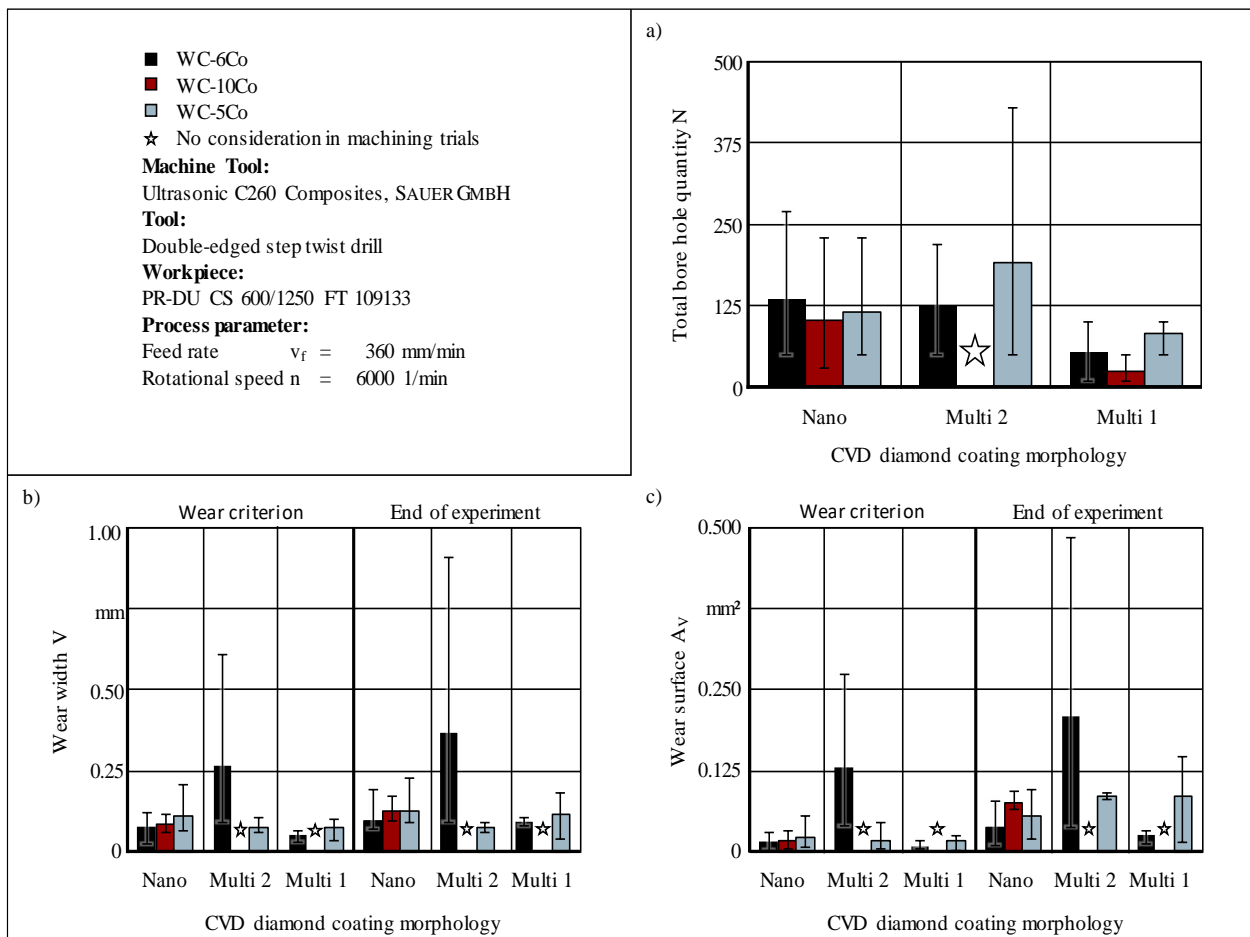 WC-6Co
WC-10Co
WC-5Co
☆ No consideration in machining trials
Machine Tool:
Ultrasonic C260 Composites, SAUER GMBH
Tool:
Double-edged step twist drill
Workpiece:
PR-DU CS 600/1250 FT 109133
Process parameter:
Feed rate vf = 360 mm/min
Rotational speed n = 6000 1/min
a)
Total bore hole quantity N
500
375
250
125
0
Nano Multi 2 Multi 1
CVD diamond coating morphology
b)
Wear criterion End of experiment
Wear width V
1.00
mm
0.50
0.25
0
Nano Multi 2 Multi 1 Nano Multi 2 Multi 1
CVD diamond coating morphology
c)
Wear criterion End of experiment
Wear surface AV
0.500
mm²
0.250
0.125
0
Nano Multi 2 Multi 1 Nano Multi 2 Multi 1
CVD diamond coating morphology